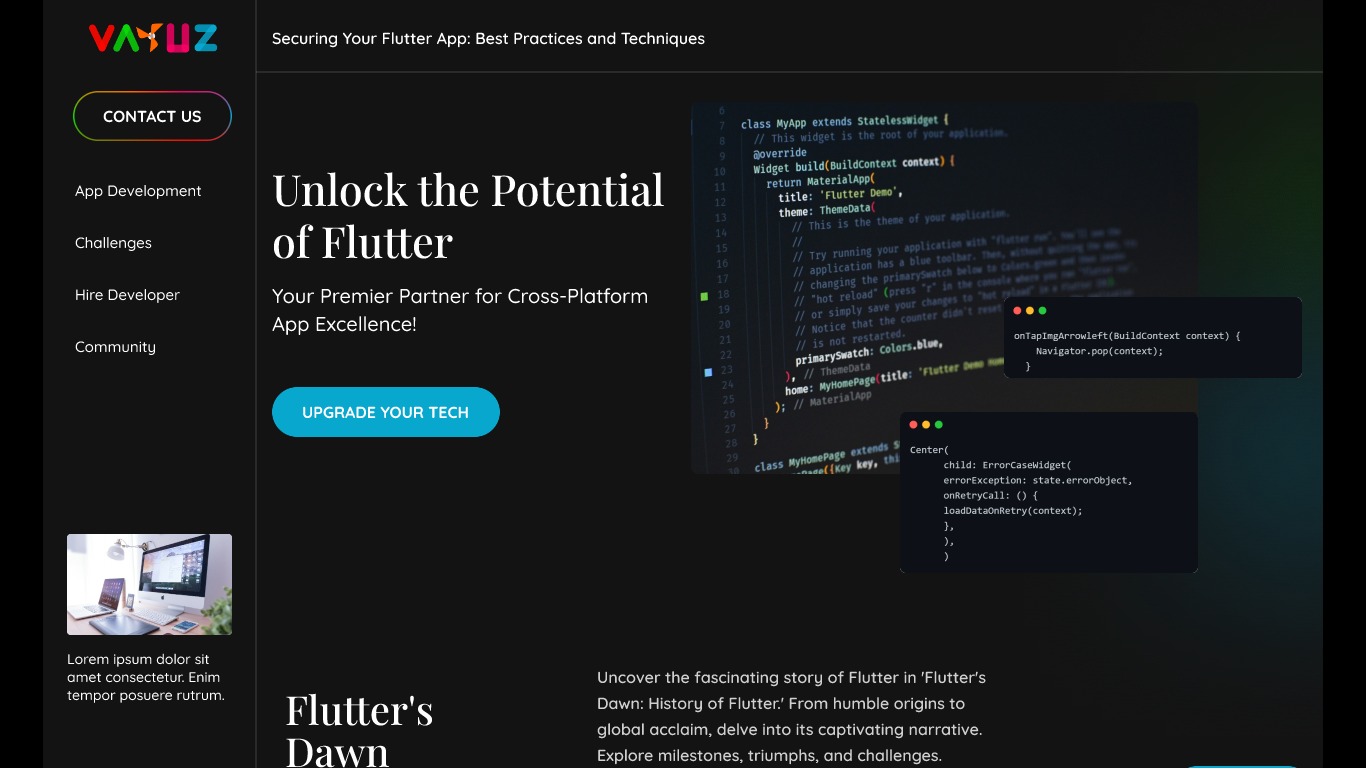 VAYUZ
Securing Your Flutter App: Best Practices and Techniques
CONTACT US
App Development
Challenges
Hire Developer
Community
Lorem ipsum dolor sit
amet consectetur. Enim
tempor posuere rutrum.
Unlock the Potential
of Flutter
Your Premier Partner for Cross-Platform
App Excellence!
UPGRADE YOUR TECH
6
7 class MyApp extends StatelessWidget {
8 // This widget is the root of your application.
9 @override
10 Widget build(BuildContext context) {
11 return MaterialApp(
12 title: 'Flutter Demo',
13 theme: ThemeData(
14 // This is the theme of your application.
15 //
16 // Try running your application with "flutter run". You'll see the
17 // application has a blue toolbar. Then, without quitting the app, try
18 // changing the primarySwatch below to Colors.green and then invoke
19 // "hot reload" (press "r" in the console where you ran "flutter run",
20 // or simply save your changes to "hot reload" in a Flutter IDE).
21 // Notice that the counter didn't reset
22 // is not restarted.
23 primarySwatch: Colors.blue,
24 ), // ThemeData
25 home: MyHomePage(title: 'Flutter Demo Home
26 ); // MaterialApp
27 }
28 }
29
30 class MyHomePage extends
Page({Key key, this
onTapImgArrowleft(BuildContext context) {
Navigator.pop(context);
}
Center(
child: ErrorCaseWidget(
errorException: state.errorObject,
onRetryCall: () {
loadDataOnRetry(context);
},
),
)
Flutter's
Dawn
Uncover the fascinating story of Flutter in 'Flutter's
Dawn: History of Flutter.' From humble origins to
global acclaim, delve into its captivating narrative.
Explore milestones, triumphs, and challenges.